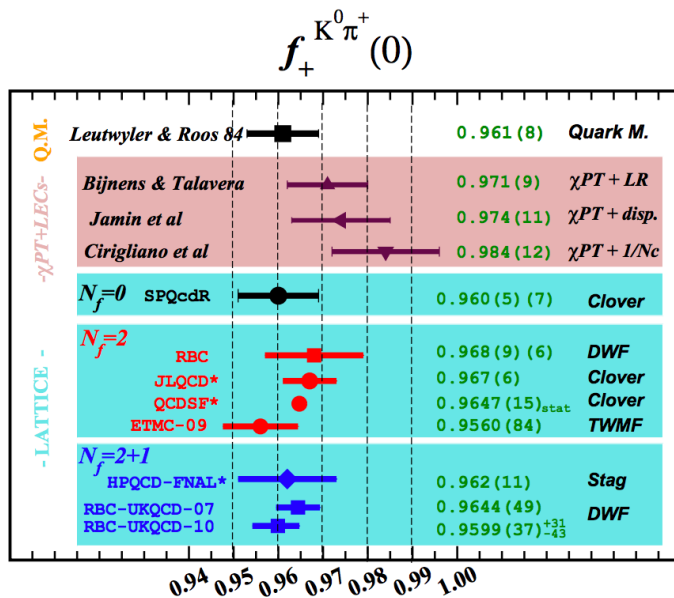 f₊^{K⁰π⁺}(0)
Q.M.
Leutwyler & Roos 84 0.961(8) Quark M.
-χPT+LECs-
Bijnens & Talavera 0.971(9) χPT + LR
Jamin et al 0.974(11) χPT + disp.
Cirigliano et al 0.984(12) χPT + 1/Nc
- LATTICE -
N_f=0 SPQcdR 0.960(5)(7) Clover
N_f=2
RBC 0.968(9)(6) DWF
JLQCD* 0.967(6) Clover
QCDSF* 0.9647(15)_stat Clover
ETMC-09 0.9560(84) TWMF
N_f=2+1
HPQCD-FNAL* 0.962(11) Stag
RBC-UKQCD-07 0.9644(49) DWF
RBC-UKQCD-10 0.9599(37)^{+31}_{-43}
0.94 0.95 0.96 0.97 0.98 0.99 1.00